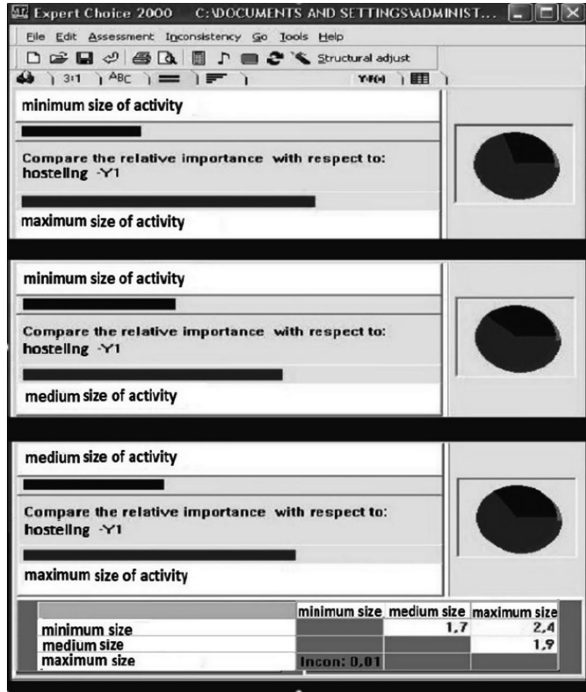 Expert Choice 2000 C:\DOCUMENTS AND SETTINGS\ADMINIST...
File Edit Assessment Inconsistency Go Tools Help
Structural adjust
3:1 ABC Y=F(x)
minimum size of activity
Compare the relative importance with respect to:
hosteling -Y1
maximum size of activity
minimum size of activity
Compare the relative importance with respect to:
hosteling -Y1
medium size of activity
medium size of activity
Compare the relative importance with respect to:
hosteling -Y1
maximum size of activity
minimum size medium size maximum size
minimum size 1,7 2,4
medium size 1,9
maximum size Incon: 0,01